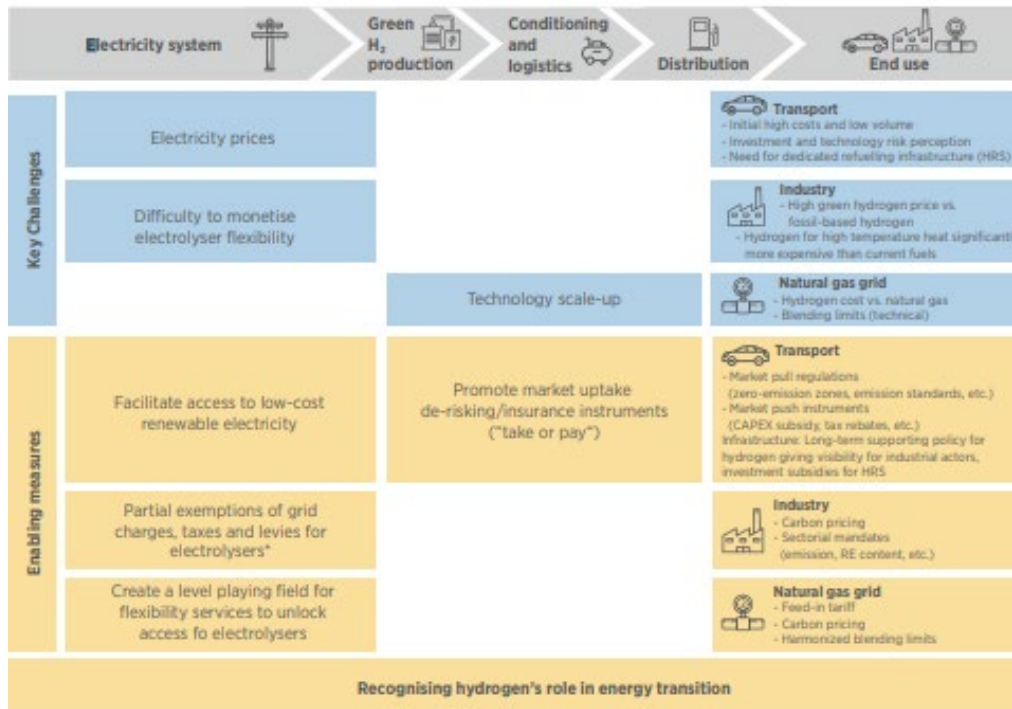 Electricity system
Green
H₂
production
Conditioning
and
logistics
Distribution
End use
Key Challenges
Electricity prices
Transport
- Initial high costs and low volume
- Investment and technology risk perception
- Need for dedicated refuelling infrastructure (HRS)
Difficulty to monetise
electrolyser flexibility
Industry
- High green hydrogen price vs.
fossil-based hydrogen
- Hydrogen for high temperature heat significantl
more expensive than current fuels
Technology scale-up
Natural gas grid
- Hydrogen cost vs. natural gas
- Blending limits (technical)
Enabling measures
Facilitate access to low-cost
renewable electricity
Promote market uptake
de-risking/insurance instruments
("take or pay")
Transport
- Market pull regulations
(zero-emission zones, emission standards, etc.)
- Market push instruments
(CAPEX subsidy, tax rebates, etc.)
Infrastructure: Long-term supporting policy for
hydrogen giving visibility for industrial actors,
investment subsidies for HRS
Partial exemptions of grid
charges, taxes and levies for
electrolysers*
Industry
- Carbon pricing
- Sectorial mandates
(emission, RE content, etc.)
Create a level playing field for
flexibility services to unlock
access fo electrolysers
Natural gas grid
- Feed-in tariff
- Carbon pricing
- Harmonized blending limits
Recognising hydrogen's role in energy transition